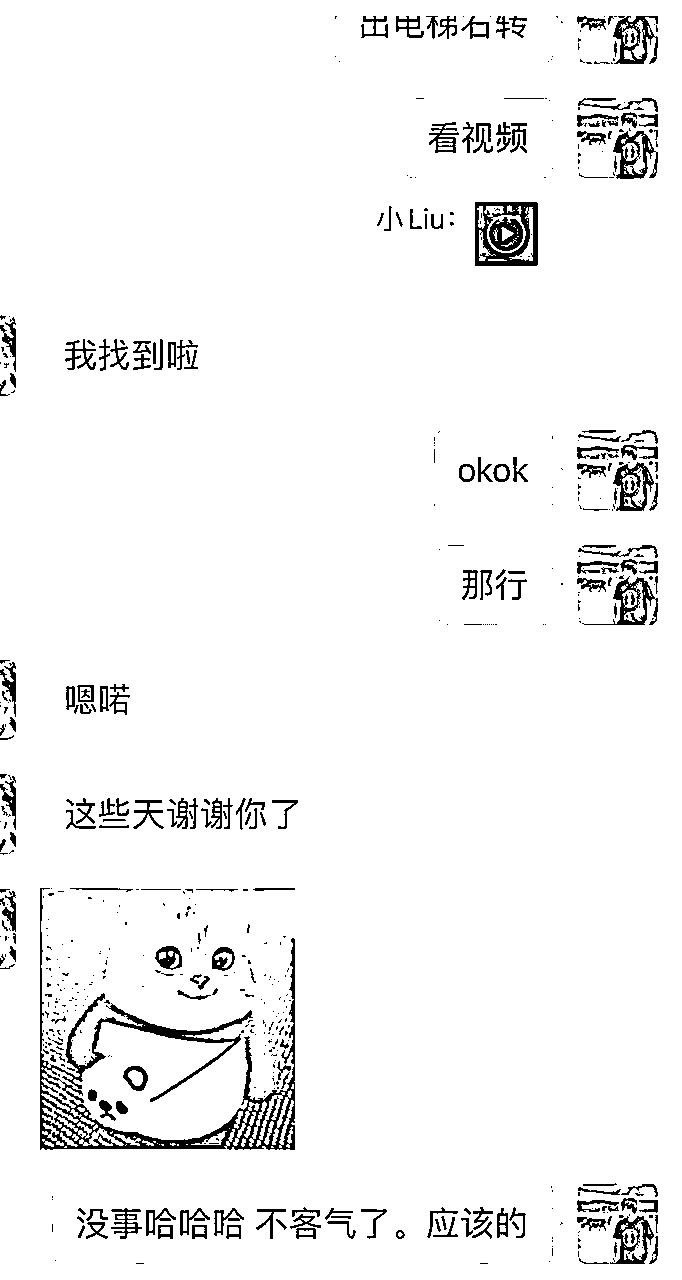 出电梯右转
看视频
小Liu：
我找到啦
okok
那行
嗯喏
这些天谢谢你了
没事哈哈哈 不客气了。应该的